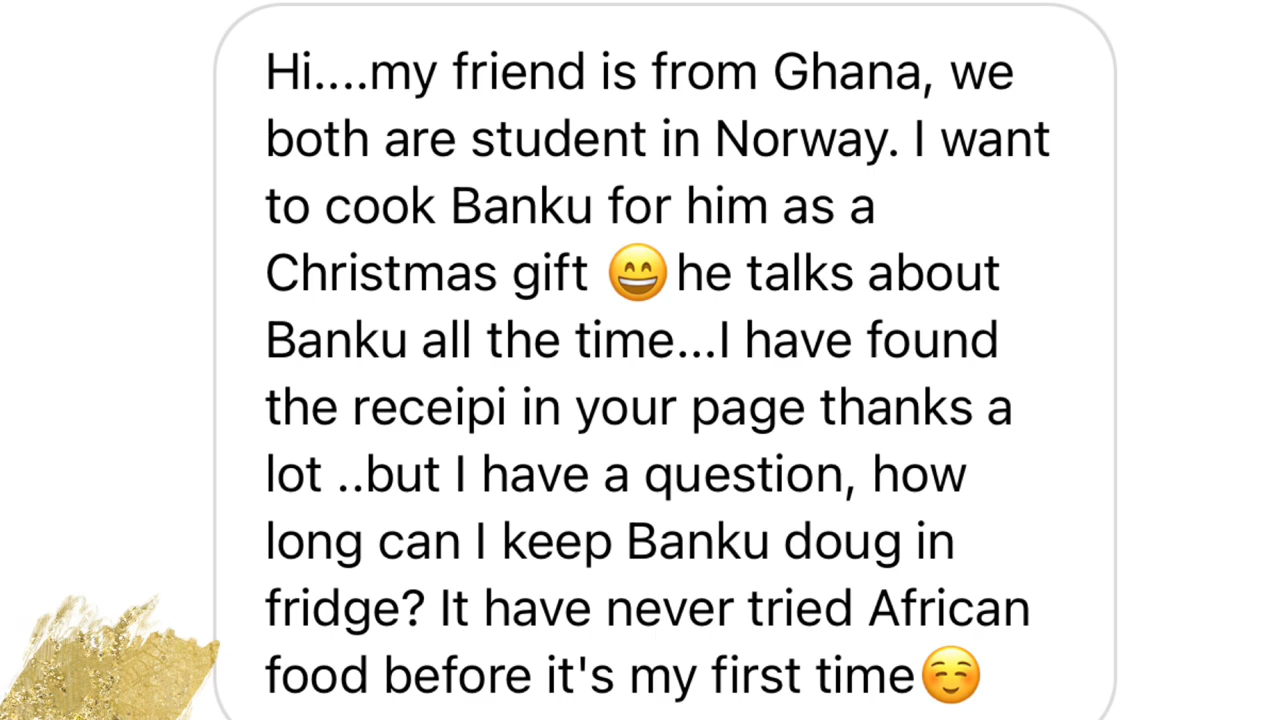 Hi....my friend is from Ghana, we
both are student in Norway. I want
to cook Banku for him as a
Christmas gift 😄 he talks about
Banku all the time...I have found
the receipi in your page thanks a
lot ..but I have a question, how
long can I keep Banku doug in
fridge? It have never tried African
food before it's my first time☺️